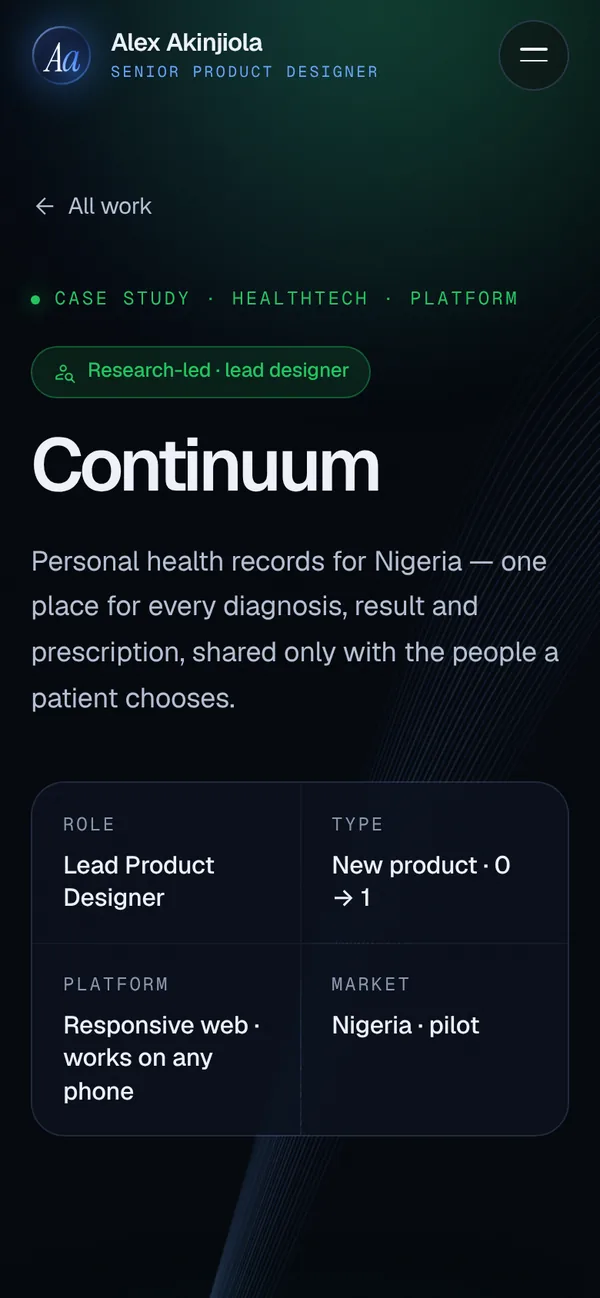 Aa
Alex Akinjiola
SENIOR PRODUCT DESIGNER
← All work
CASE STUDY · HEALTHTECH · PLATFORM
Research-led · lead designer
Continuum
Personal health records for Nigeria — one
place for every diagnosis, result and
prescription, shared only with the people a
patient chooses.
ROLE
Lead Product
Designer
TYPE
New product · 0
→ 1
PLATFORM
Responsive web ·
works on any
phone
MARKET
Nigeria · pilot